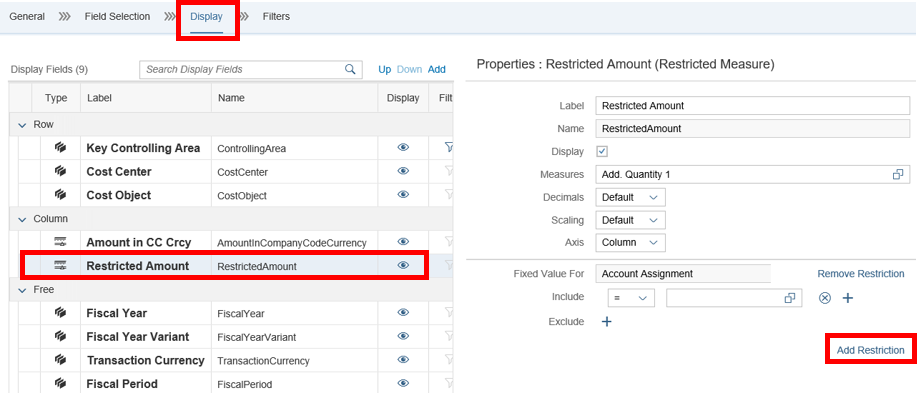 General Field Selection Display Filters
Display Fields (9) Search Display Fields Up Down Add
Type Label Name Display Filt
Row
Key Controlling Area ControllingArea
Cost Center CostCenter
Cost Object CostObject
Column
Amount in CC Crcy AmountInCompanyCodeCurrency
Restricted Amount RestrictedAmount
Free
Fiscal Year FiscalYear
Fiscal Year Variant FiscalYearVariant
Transaction Currency TransactionCurrency
Fiscal Period FiscalPeriod
Properties : Restricted Amount (Restricted Measure)
Label Restricted Amount
Name RestrictedAmount
Display
Measures Add. Quantity 1
Decimals Default
Scaling Default
Axis Column
Fixed Value For Account Assignment Remove Restriction
Include =
Exclude
Add Restriction